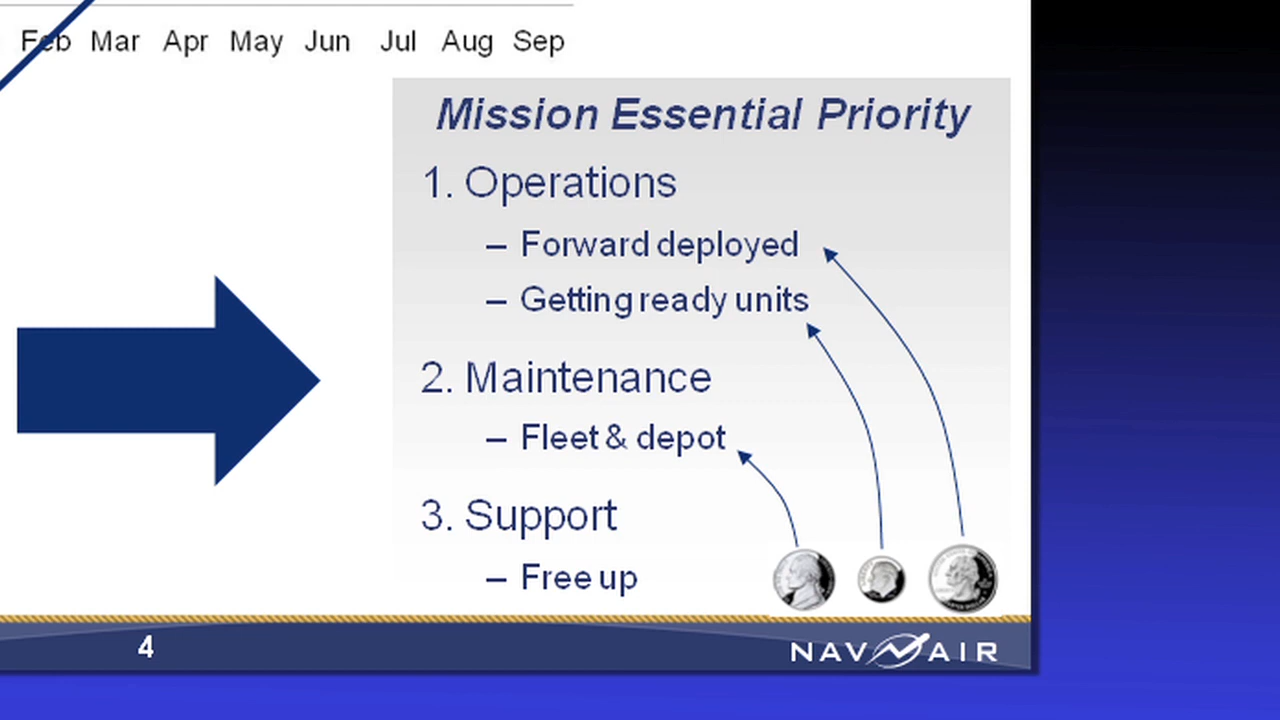 Feb Mar Apr May Jun Jul Aug Sep
Mission Essential Priority
1. Operations
– Forward deployed
– Getting ready units
2. Maintenance
– Fleet & depot
3. Support
– Free up
4
NAVAIR